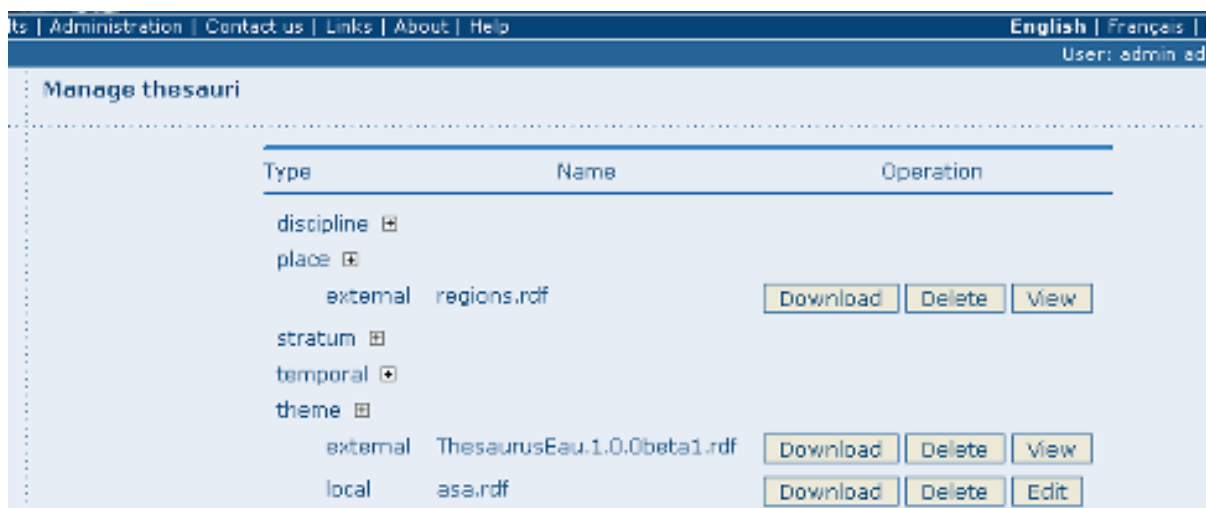 lts | Administration | Contact us | Links | About | Help English | Français |
User: admin ad
Manage thesauri
Type Name Operation
discipline
place
external regions.rdf Download Delete View
stratum
temporal
theme
external ThesaurusEau.1.0.0beta1.rdf Download Delete View
local asa.rdf Download Delete Edit